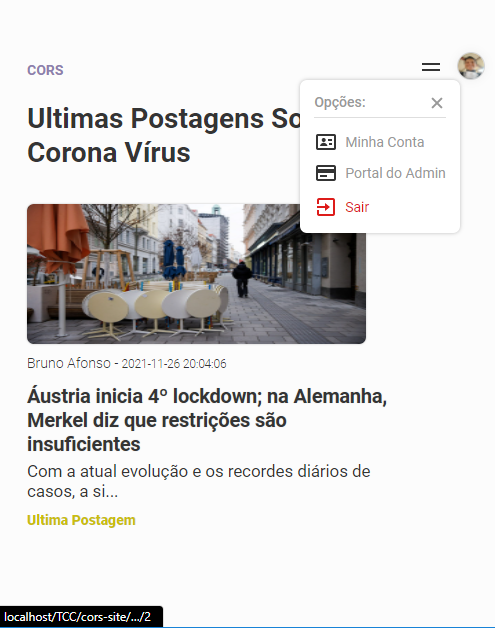 CORS
Opções:
Minha Conta
Portal do Admin
Sair
Ultimas Postagens So
Corona Vírus
Bruno Afonso - 2021-11-26 20:04:06
Áustria inicia 4º lockdown; na Alemanha,
Merkel diz que restrições são
insuficientes
Com a atual evolução e os recordes diários de
casos, a si...
Ultima Postagem
localhost/TCC/cors-site/.../2